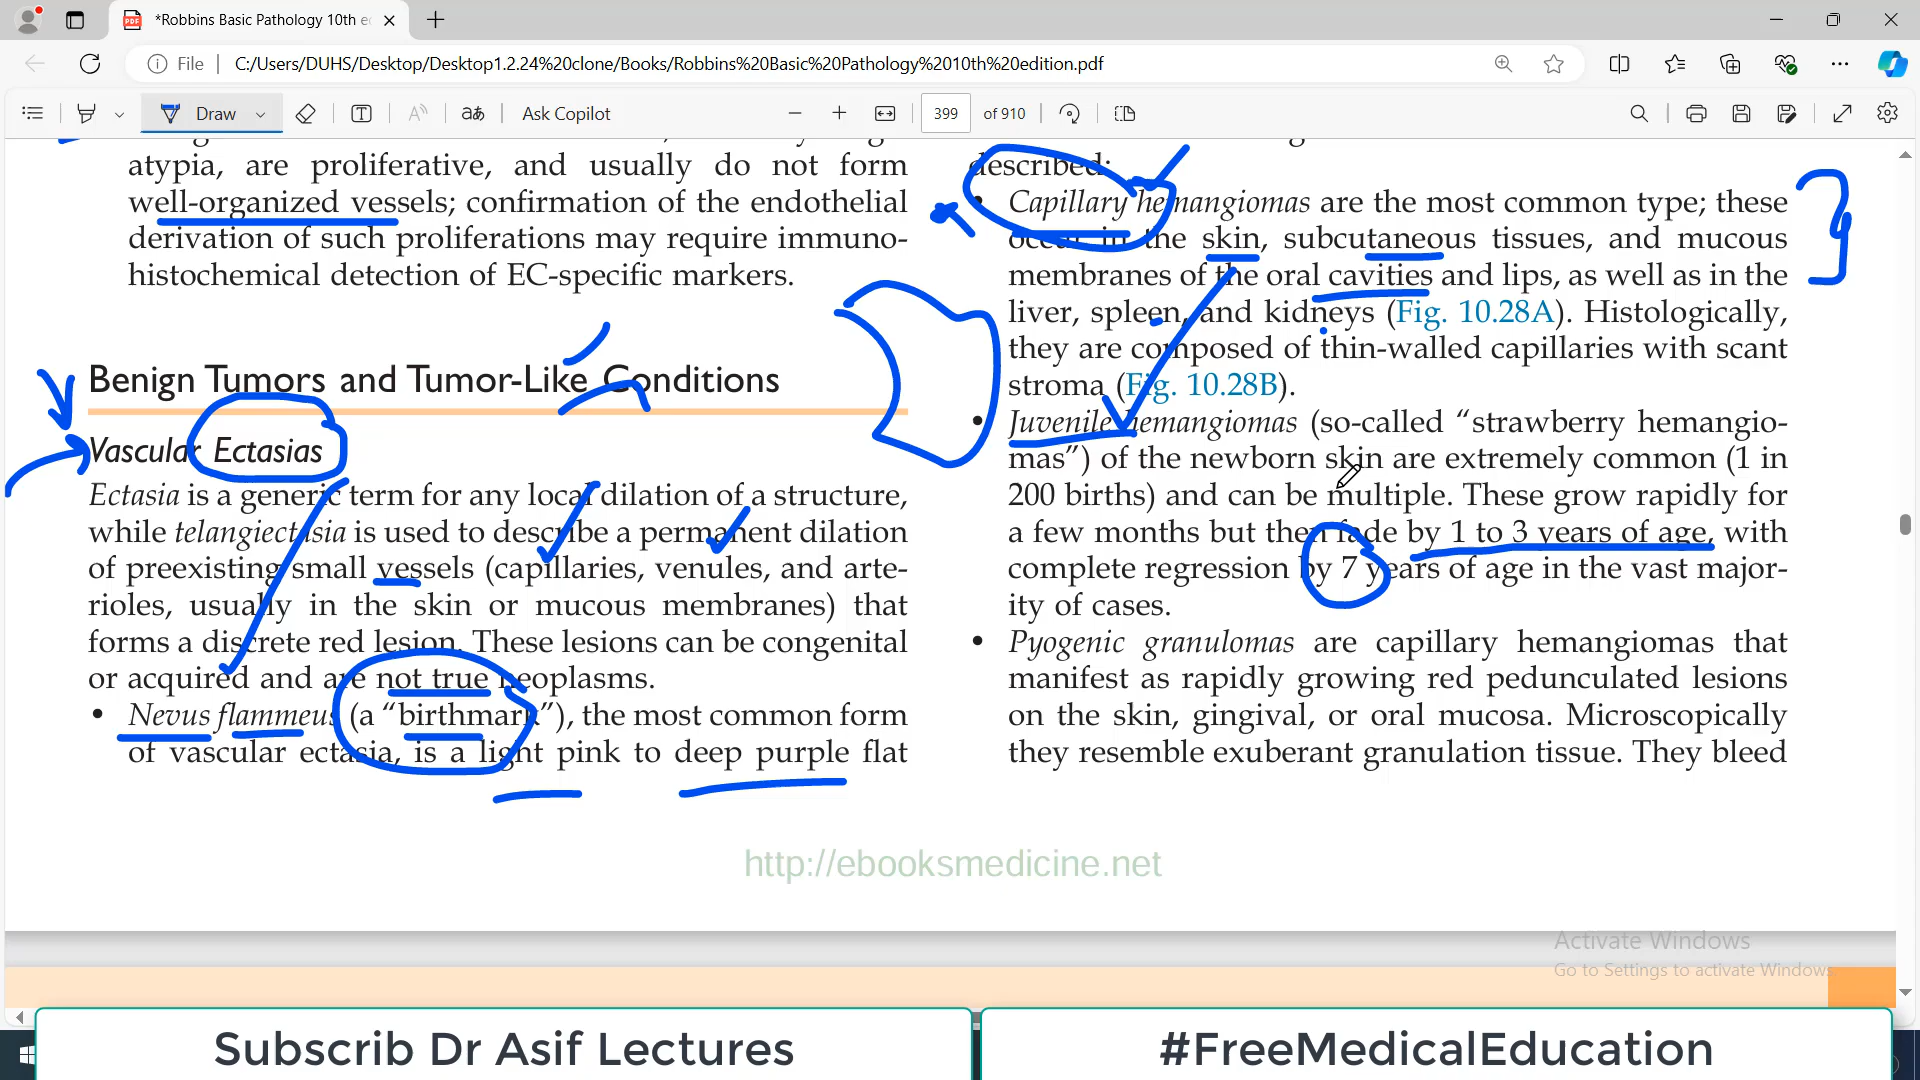 *Robbins Basic Pathology 10th e
File
C:/Users/DUHS/Desktop/Desktop1.2.24%20clone/Books/Robbins%20Basic%20Pathology%2010th%20edition.pdf
Draw
Ask Copilot
399 of 910
atypia, are proliferative, and usually do not form
well-organized vessels; confirmation of the endothelial
derivation of such proliferations may require immuno-
histochemical detection of EC-specific markers.
Benign Tumors and Tumor-Like Conditions
Vascular Ectasias
Ectasia is a generic term for any local dilation of a structure,
while telangiectasia is used to describe a permanent dilation
of preexisting small vessels (capillaries, venules, and arte-
rioles, usually in the skin or mucous membranes) that
forms a discrete red lesion. These lesions can be congenital
or acquired and are not true neoplasms.
• Nevus flammeus (a “birthmark”), the most common form
of vascular ectasia, is a light pink to deep purple flat
described:
• Capillary hemangiomas are the most common type; these
occur in the skin, subcutaneous tissues, and mucous
membranes of the oral cavities and lips, as well as in the
liver, spleen, and kidneys (Fig. 10.28A). Histologically,
they are composed of thin-walled capillaries with scant
stroma (Fig. 10.28B).
• Juvenile hemangiomas (so-called “strawberry hemangio-
mas”) of the newborn skin are extremely common (1 in
200 births) and can be multiple. These grow rapidly for
a few months but then fade by 1 to 3 years of age, with
complete regression by 7 years of age in the vast major-
ity of cases.
• Pyogenic granulomas are capillary hemangiomas that
manifest as rapidly growing red pedunculated lesions
on the skin, gingival, or oral mucosa. Microscopically
they resemble exuberant granulation tissue. They bleed
http://ebooksmedicine.net
Activate Windows
Go to Settings to activate Windows.
Subscrib Dr Asif Lectures
#FreeMedicalEducation